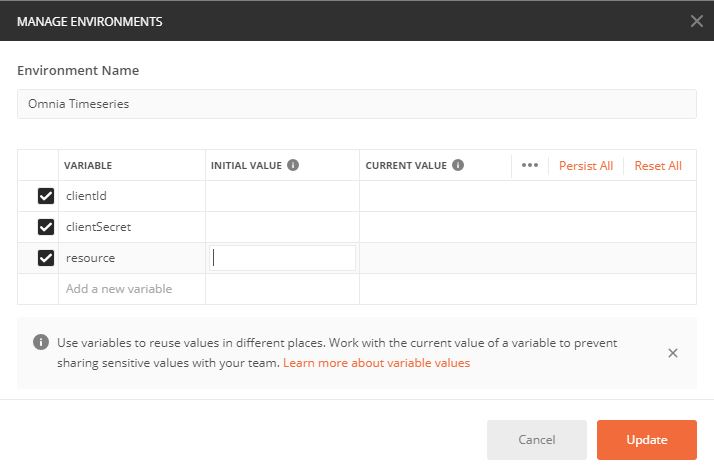 MANAGE ENVIRONMENTS
Environment Name
Omnia Timeseries
VARIABLE INITIAL VALUE CURRENT VALUE ••• Persist All Reset All
clientId
clientSecret
resource
Add a new variable
Use variables to reuse values in different places. Work with the current value of a variable to prevent
sharing sensitive values with your team. Learn more about variable values
Cancel Update